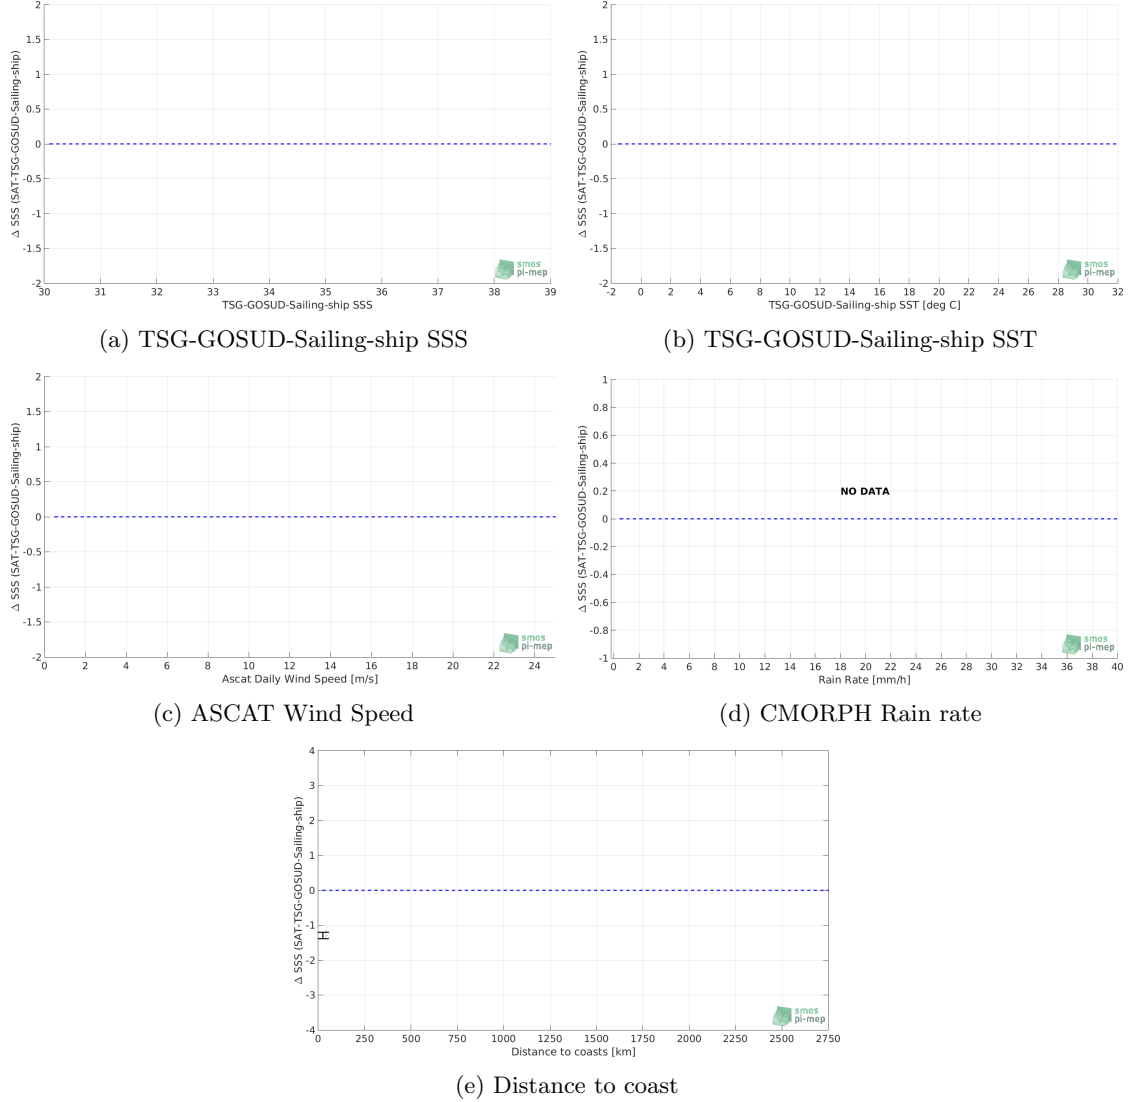 2
1.5
1
0.5
0
-0.5
-1
-1.5
-2
Δ SSS (SAT-TSG-GOSUD-Sailing-ship)
30 31 32 33 34 35 36 37 38 39
TSG-GOSUD-Sailing-ship SSS
smos
pi-mep
(a) TSG-GOSUD-Sailing-ship SSS
2
1.5
1
0.5
0
-0.5
-1
-1.5
-2
Δ SSS (SAT-TSG-GOSUD-Sailing-ship)
-2 0 2 4 6 8 10 12 14 16 18 20 22 24 26 28 30 32
TSG-GOSUD-Sailing-ship SST [deg C]
smos
pi-mep
(b) TSG-GOSUD-Sailing-ship SST
2
1.5
1
0.5
0
-0.5
-1
-1.5
-2
Δ SSS (SAT-TSG-GOSUD-Sailing-ship)
0 2 4 6 8 10 12 14 16 18 20 22 24
Ascat Daily Wind Speed [m/s]
smos
pi-mep
(c) ASCAT Wind Speed
1
0.8
0.6
0.4
0.2
0
-0.2
-0.4
-0.6
-0.8
-1
Δ SSS (SAT-TSG-GOSUD-Sailing-ship)
NO DATA
0 2 4 6 8 10 12 14 16 18 20 22 24 26 28 30 32 34 36 38 40
Rain Rate [mm/h]
smos
pi-mep
(d) CMORPH Rain rate
4
3
2
1
0
-1
-2
-3
-4
Δ SSS (SAT-TSG-GOSUD-Sailing-ship)
0 250 500 750 1000 1250 1500 1750 2000 2250 2500 2750
Distance to coasts [km]
smos
pi-mep
(e) Distance to coast